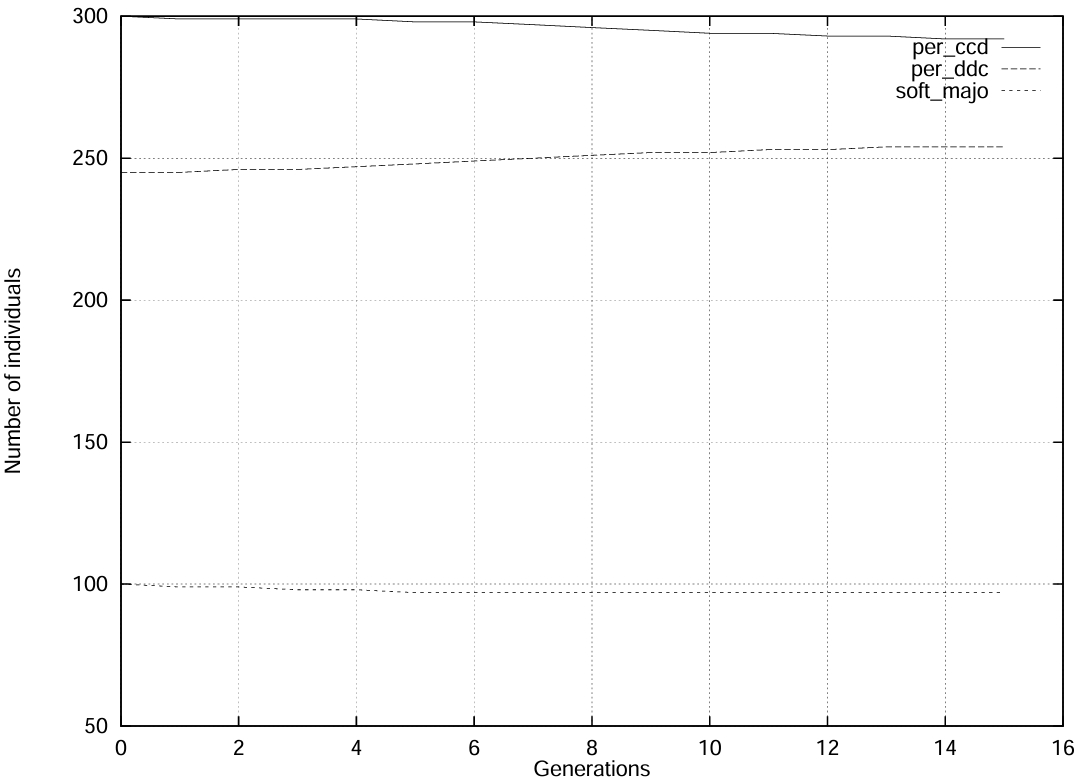 300
250
200
150
100
50
Number of individuals
per_ccd
per_ddc
soft_majo
0 2 4 6 8 10 12 14 16
Generations